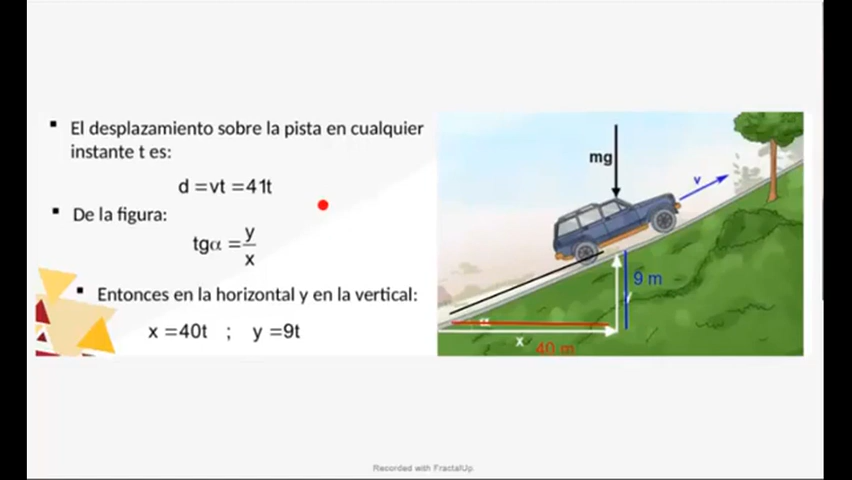 El desplazamiento sobre la pista en cualquier
instante t es:
d =vt =41t
De la figura:
tgα = y/x
Entonces en la horizontal y en la vertical:
x =40t ; y =9t
mg
v
9 m
y
α
x
40 m
Recorded with FractalUp.